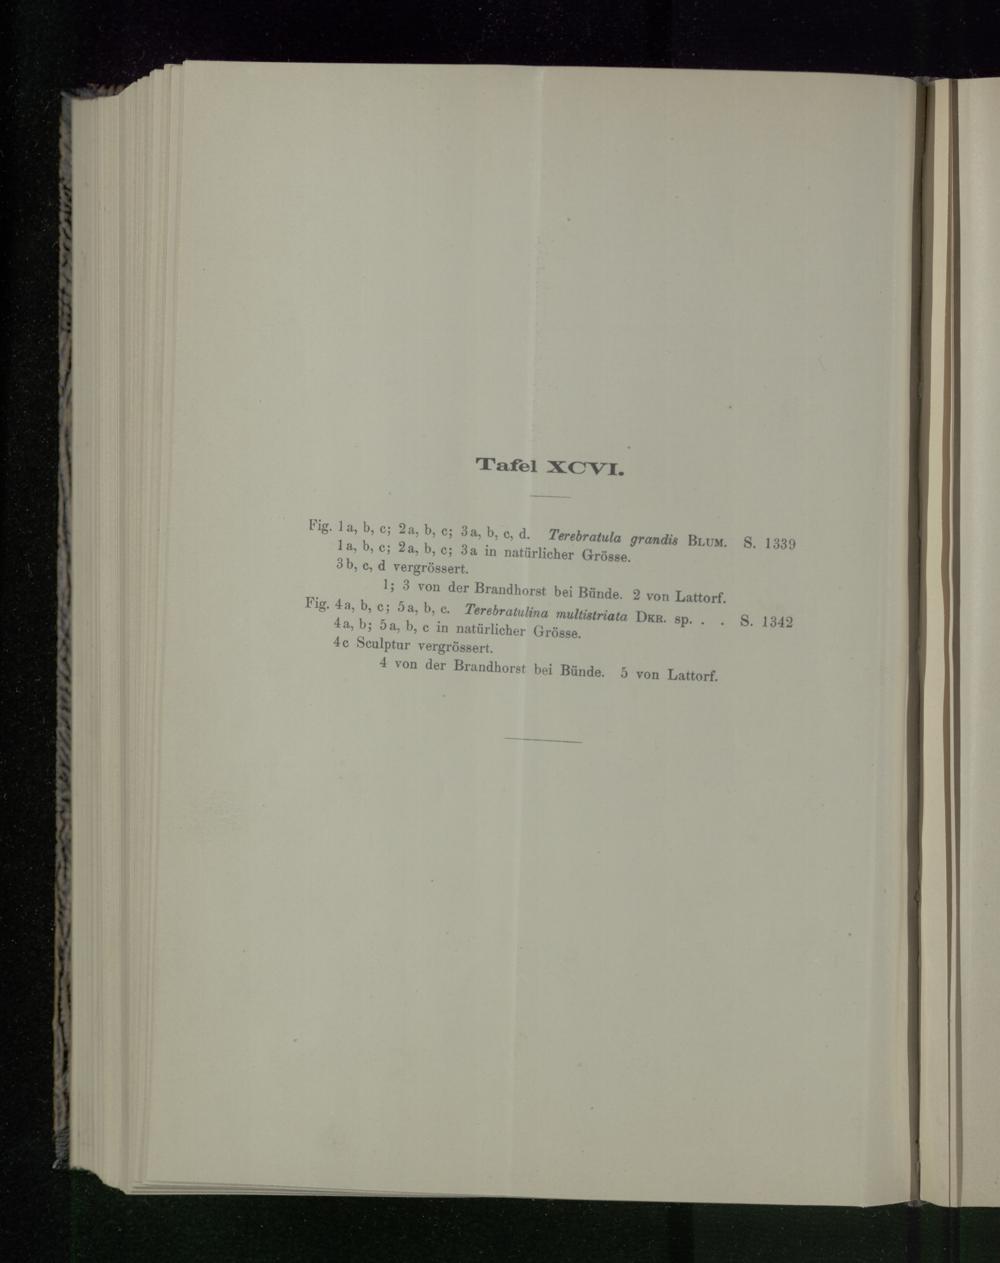 Tafel XCVI.
Fig. 1a, b, c; 2a, b, c; 3a, b, c, d. Terebratula grandis BLUM. S. 1339
1a, b, c; 2a, b, c; 3a in natürlicher Grösse.
3b, c, d vergrössert.
1; 3 von der Brandhorst bei Bünde. 2 von Lattorf.
Fig. 4a, b, c; 5a, b, c. Terebratulina multistriata DKR. sp. . . S. 1342
4a, b; 5a, b, c in natürlicher Grösse.
4c Sculptur vergrössert.
4 von der Brandhorst bei Bünde. 5 von Lattorf.